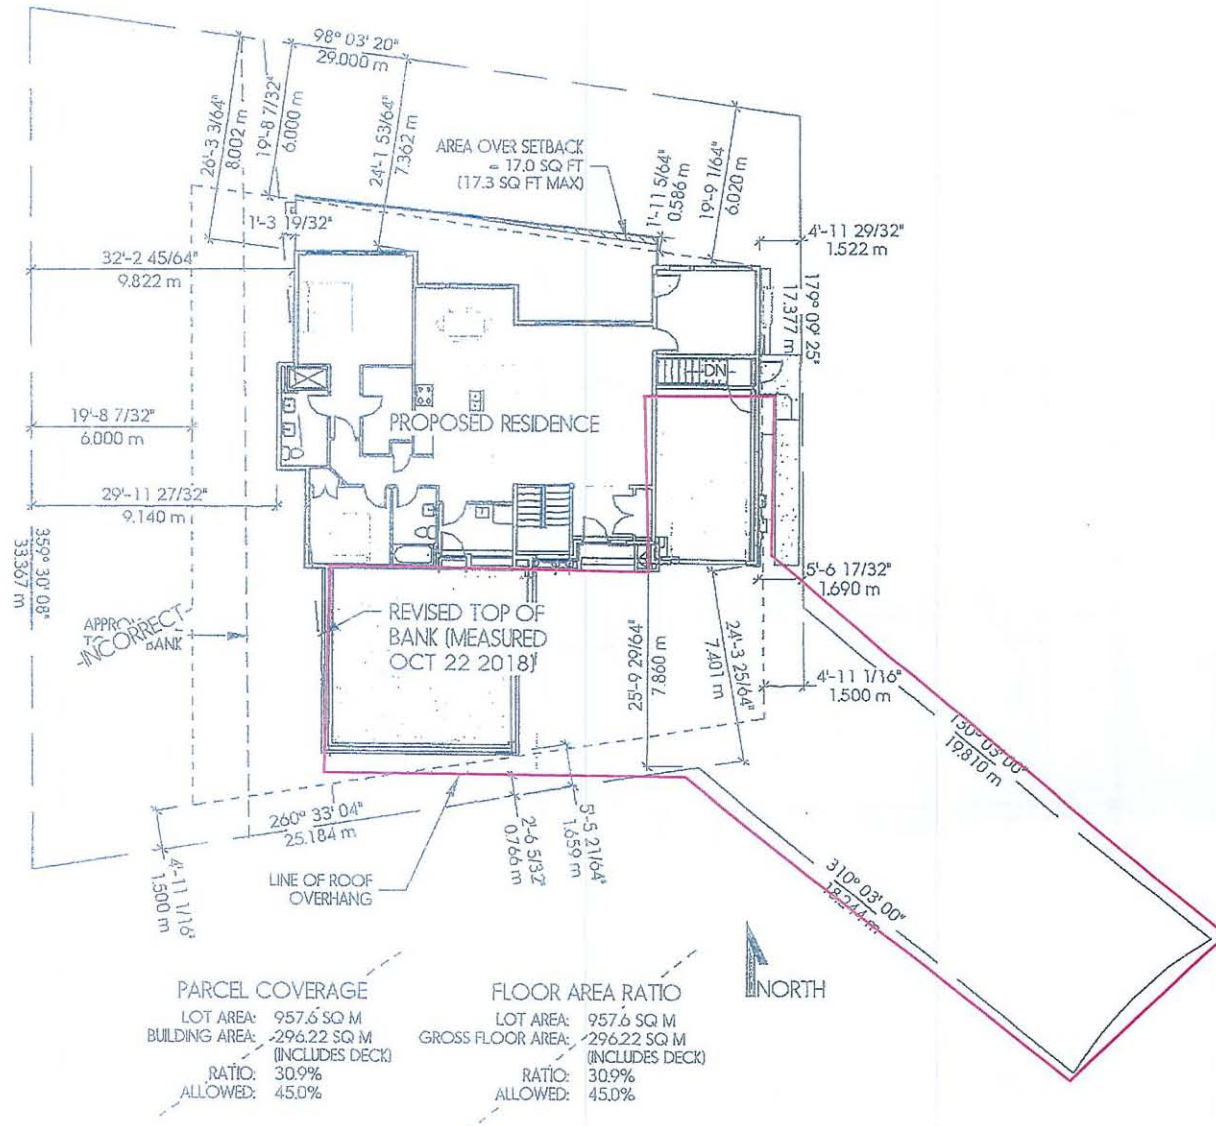 98° 03' 20"
29.000 m
26'-3 3/64"
8.002 m
19'-8 7/32"
6.000 m
24'-1 53/64"
7.362 m
AREA OVER SETBACK
= 17.0 SQ FT
(17.3 SQ FT MAX)
1'-11 5/64"
0.586 m
19'-9 1/64"
6.020 m
4'-11 29/32"
1.522 m
1'-3 19/32"
32'-2 45/64"
9.822 m
179° 09' 25"
17.377 m
DN
19'-8 7/32"
6.000 m
PROPOSED RESIDENCE
29'-11 27/32"
9.140 m
359° 30' 08"
33.367 m
5'-6 17/32"
1.690 m
INCORRECT
BANK
REVISED TOP OF
BANK (MEASURED
OCT 22 2018)
25'-9 29/64"
7.860 m
24'-3 25/64"
7.401 m
4'-11 1/16"
1.500 m
130° 03' 00"
19.810 m
260° 33' 04"
25.184 m
4'-11 1/16"
1.500 m
2'-6 5/32"
0.766 m
5'-5 21/64"
1.659 m
LINE OF ROOF
OVERHANG
310° 03' 00"
18.244 m
NORTH
PARCEL COVERAGE
LOT AREA: 957.6 SQ M
BUILDING AREA: 296.22 SQ M
(INCLUDES DECK)
RATIO: 30.9%
ALLOWED: 45.0%
FLOOR AREA RATIO
LOT AREA: 957.6 SQ M
GROSS FLOOR AREA: 296.22 SQ M
(INCLUDES DECK)
RATIO: 30.9%
ALLOWED: 45.0%